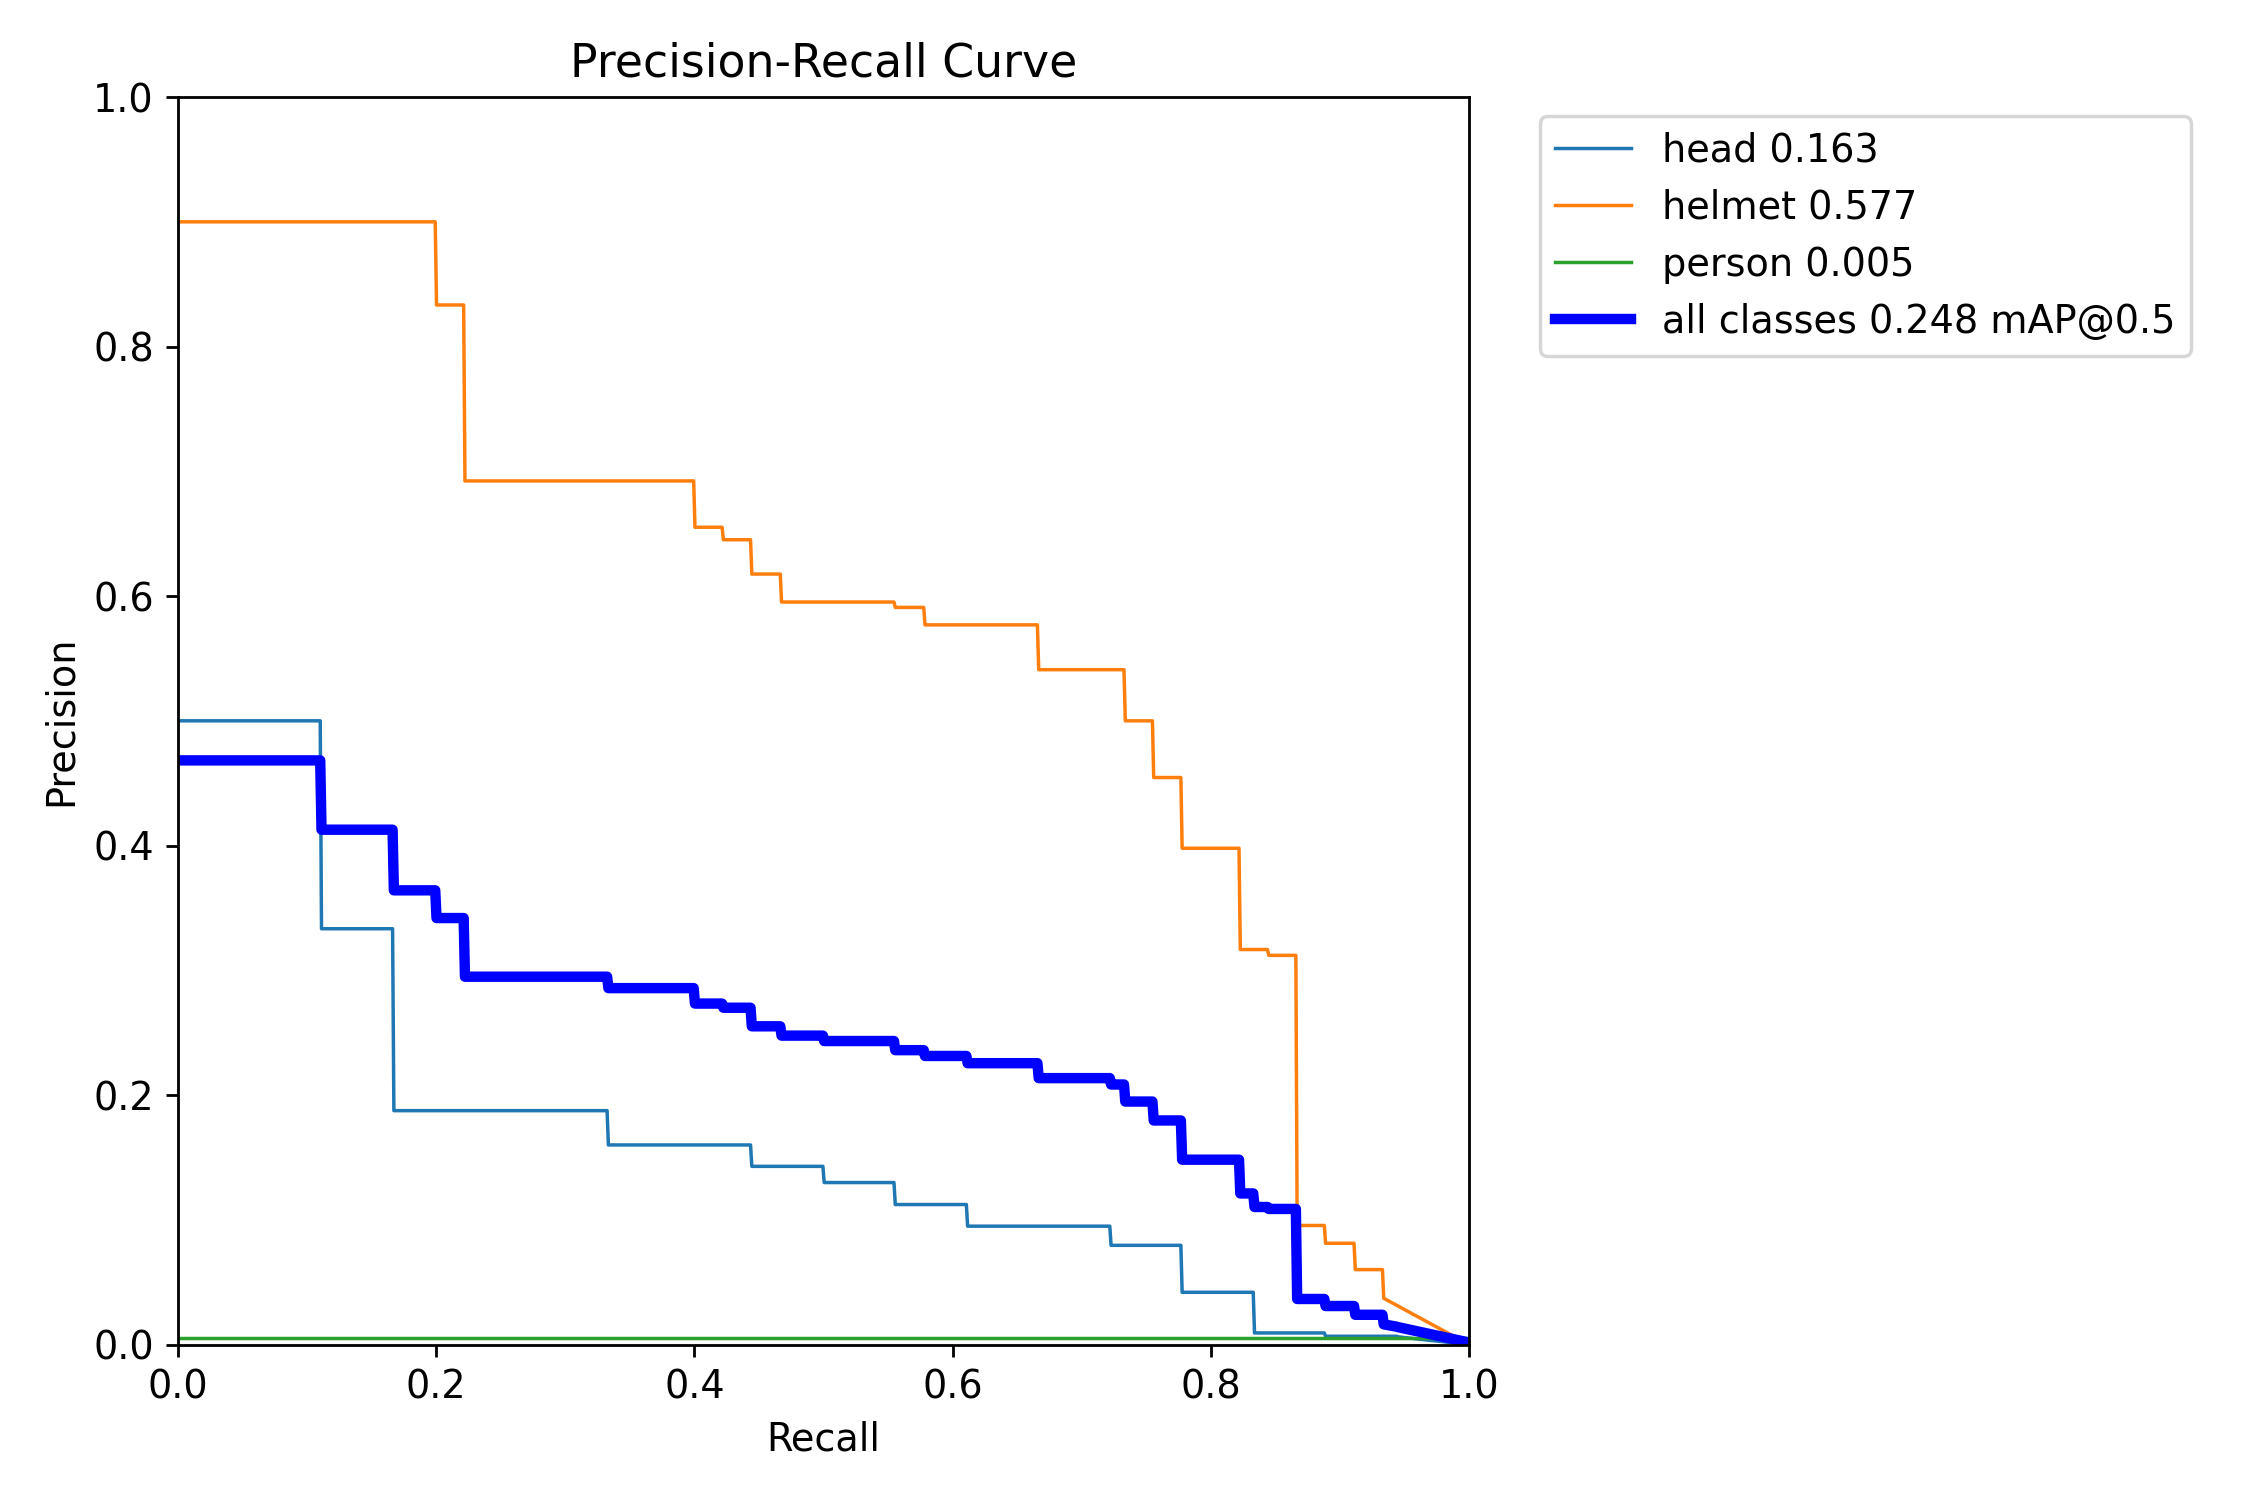 Precision-Recall Curve
1.0
0.8
0.6
0.4
0.2
0.0
Precision
0.0 0.2 0.4 0.6 0.8 1.0
Recall
head 0.163
helmet 0.577
person 0.005
all classes 0.248 mAP@0.5